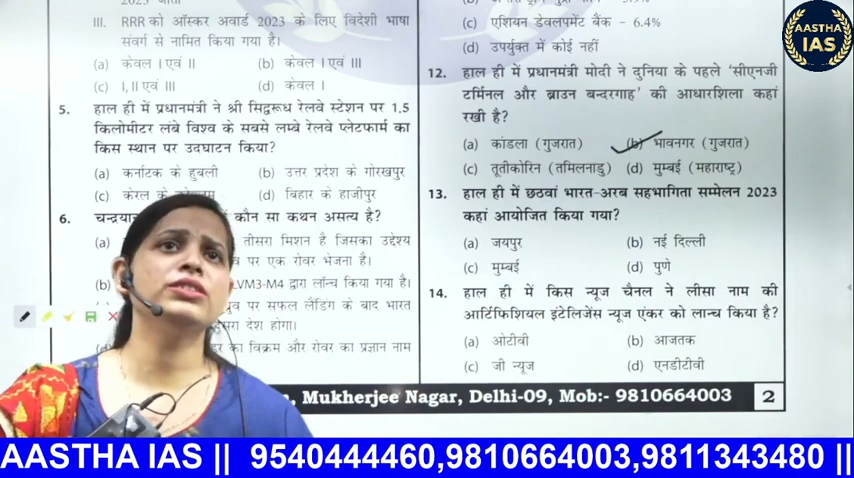 2023 जीता
III. RRR को ऑस्कर अवार्ड 2023 के लिए विदेशी भाषा
संवर्ग से नामित किया गया है।
(a) केवल I एवं II (b) केवल I एवं III
(c) I, II एवं III (d) केवल I
5. हाल ही में प्रधानमंत्री ने श्री सिद्वरूध रेलवे स्टेशन पर 1.5
किलोमीटर लंबे विश्व के सबसे लम्बे रेलवे प्लेटफार्म का
किस स्थान पर उदघाटन किया?
(a) कर्नाटक के हुबली (b) उत्तर प्रदेश के गोरखपुर
(c) केरल के (d) बिहार के हाजीपुर
6. कौन सा कथन असत्य है?
(a) तीसरा मिशन है जिसका उद्देश्य
पर एक रोवर भेजना है।
(b) LVM3-M4 द्वारा लॉन्च किया गया है।
पर सफल लैंडिंग के बाद भारत
देश होगा।
का विक्रम और रोवर का प्रज्ञान नाम
(c) एशियन डेवलपमेंट बैंक – 6.4%
(d) उपर्युक्त में कोई नहीं
12. हाल ही में प्रधानमंत्री मोदी ने दुनिया के पहले 'सीएनजी
टर्मिनल और ब्राउन बन्दरगाह' की आधारशिला कहां
रखी है?
(a) कांडला (गुजरात) (b) भावनगर (गुजरात)
(c) तूतीकोरिन (तमिलनाडु) (d) मुम्बई (महाराष्ट्र)
13. हाल ही में छठवां भारत-अरब सहभागिता सम्मेलन 2023
कहां आयोजित किया गया?
(a) जयपुर (b) नई दिल्ली
(c) मुम्बई (d) पुणे
14. हाल ही में किस न्यूज चैनल ने लीसा नाम की
आर्टिफिशियल इंटेलिजेंस न्यूज एंकर को लान्च किया है?
(a) ओटीवी (b) आजतक
(c) जी न्यूज (d) एनडीटीवी
Mukherjee Nagar, Delhi-09, Mob:- 9810664003 2
AASTHA
IAS
AASTHA IAS || 9540444460,9810664003,9811343480 ||